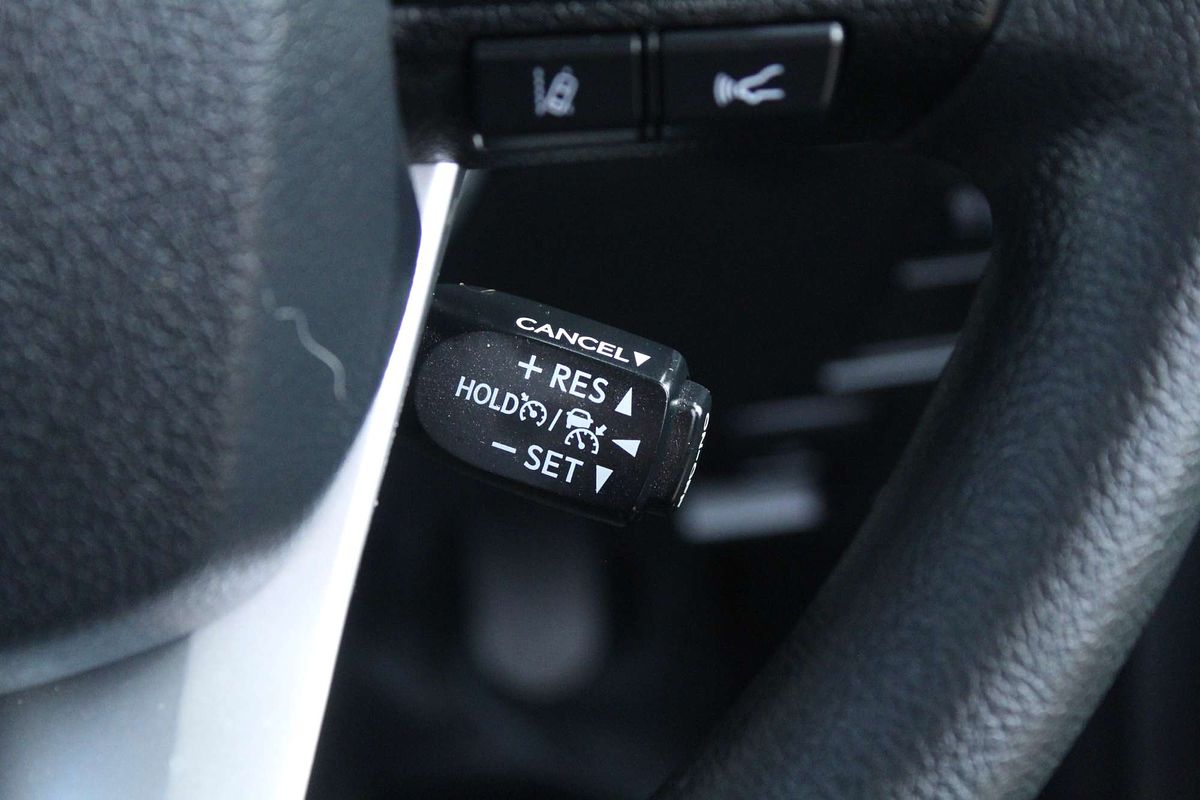 CANCEL▼
+ RES ▲
HOLD / ◀
− SET ▼